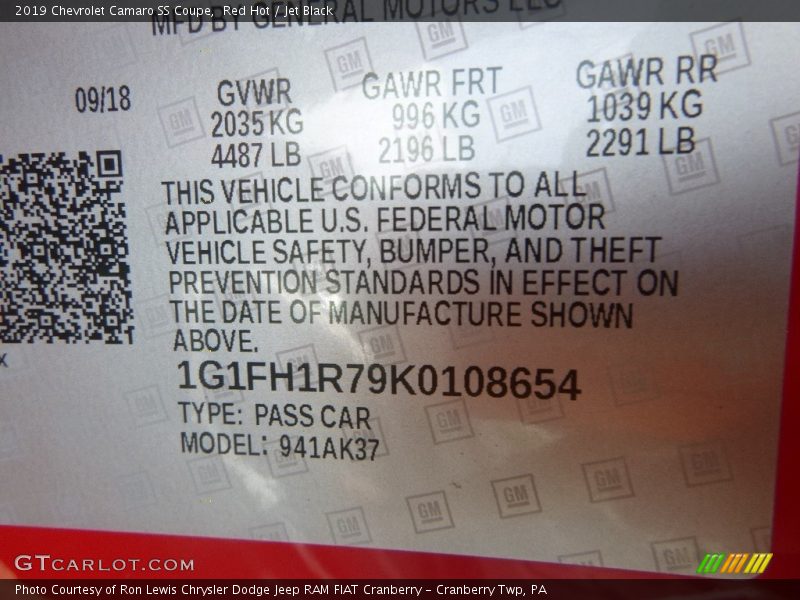 2019 Chevrolet Camaro SS Coupe, Red Hot / Jet Black
MFD BY GENERAL MOTORS LLC
09/18
GVWR
2035 KG
4487 LB
GAWR FRT
996 KG
2196 LB
GAWR RR
1039 KG
2291 LB
THIS VEHICLE CONFORMS TO ALL
APPLICABLE U.S. FEDERAL MOTOR
VEHICLE SAFETY, BUMPER, AND THEFT
PREVENTION STANDARDS IN EFFECT ON
THE DATE OF MANUFACTURE SHOWN
ABOVE.
1G1FH1R79K0108654
TYPE: PASS CAR
MODEL: 941AK37
GTCARLOT.COM
Photo Courtesy of Ron Lewis Chrysler Dodge Jeep RAM FIAT Cranberry – Cranberry Twp, PA